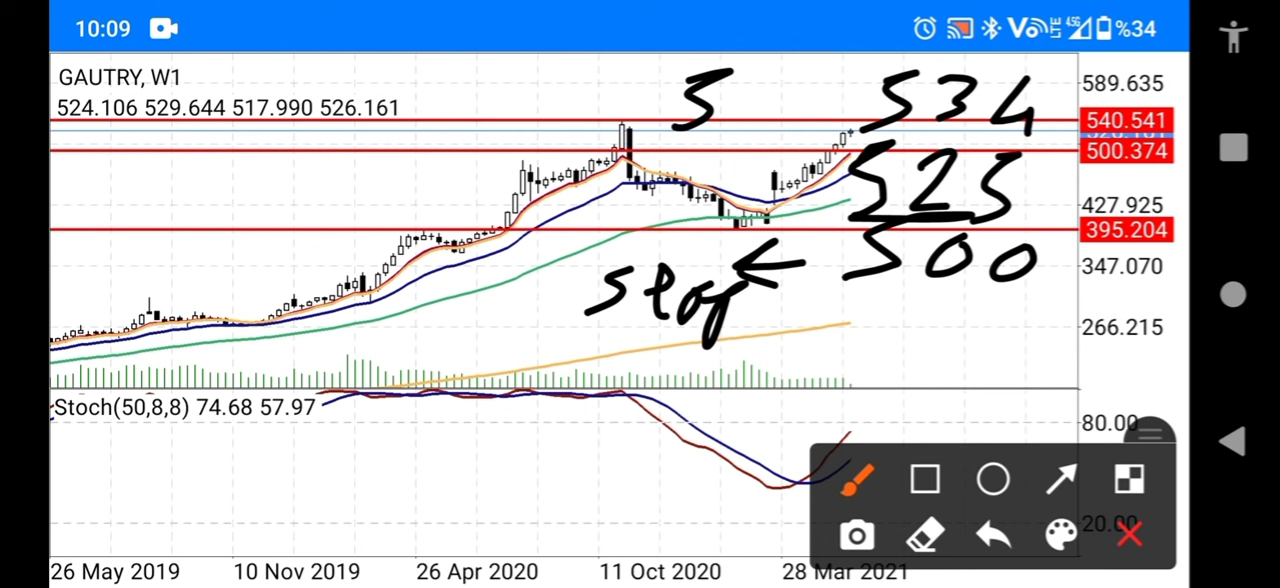 10:09 %34
GAUTRY, W1
524.106 529.644 517.990 526.161
589.635
540.541
500.374
427.925
395.204
347.070
266.215
5
534
525
500
stop
Stoch(50,8,8) 74.68 57.97
80.00
20.00
26 May 2019 10 Nov 2019 26 Apr 2020 11 Oct 2020 28 Mar 2021